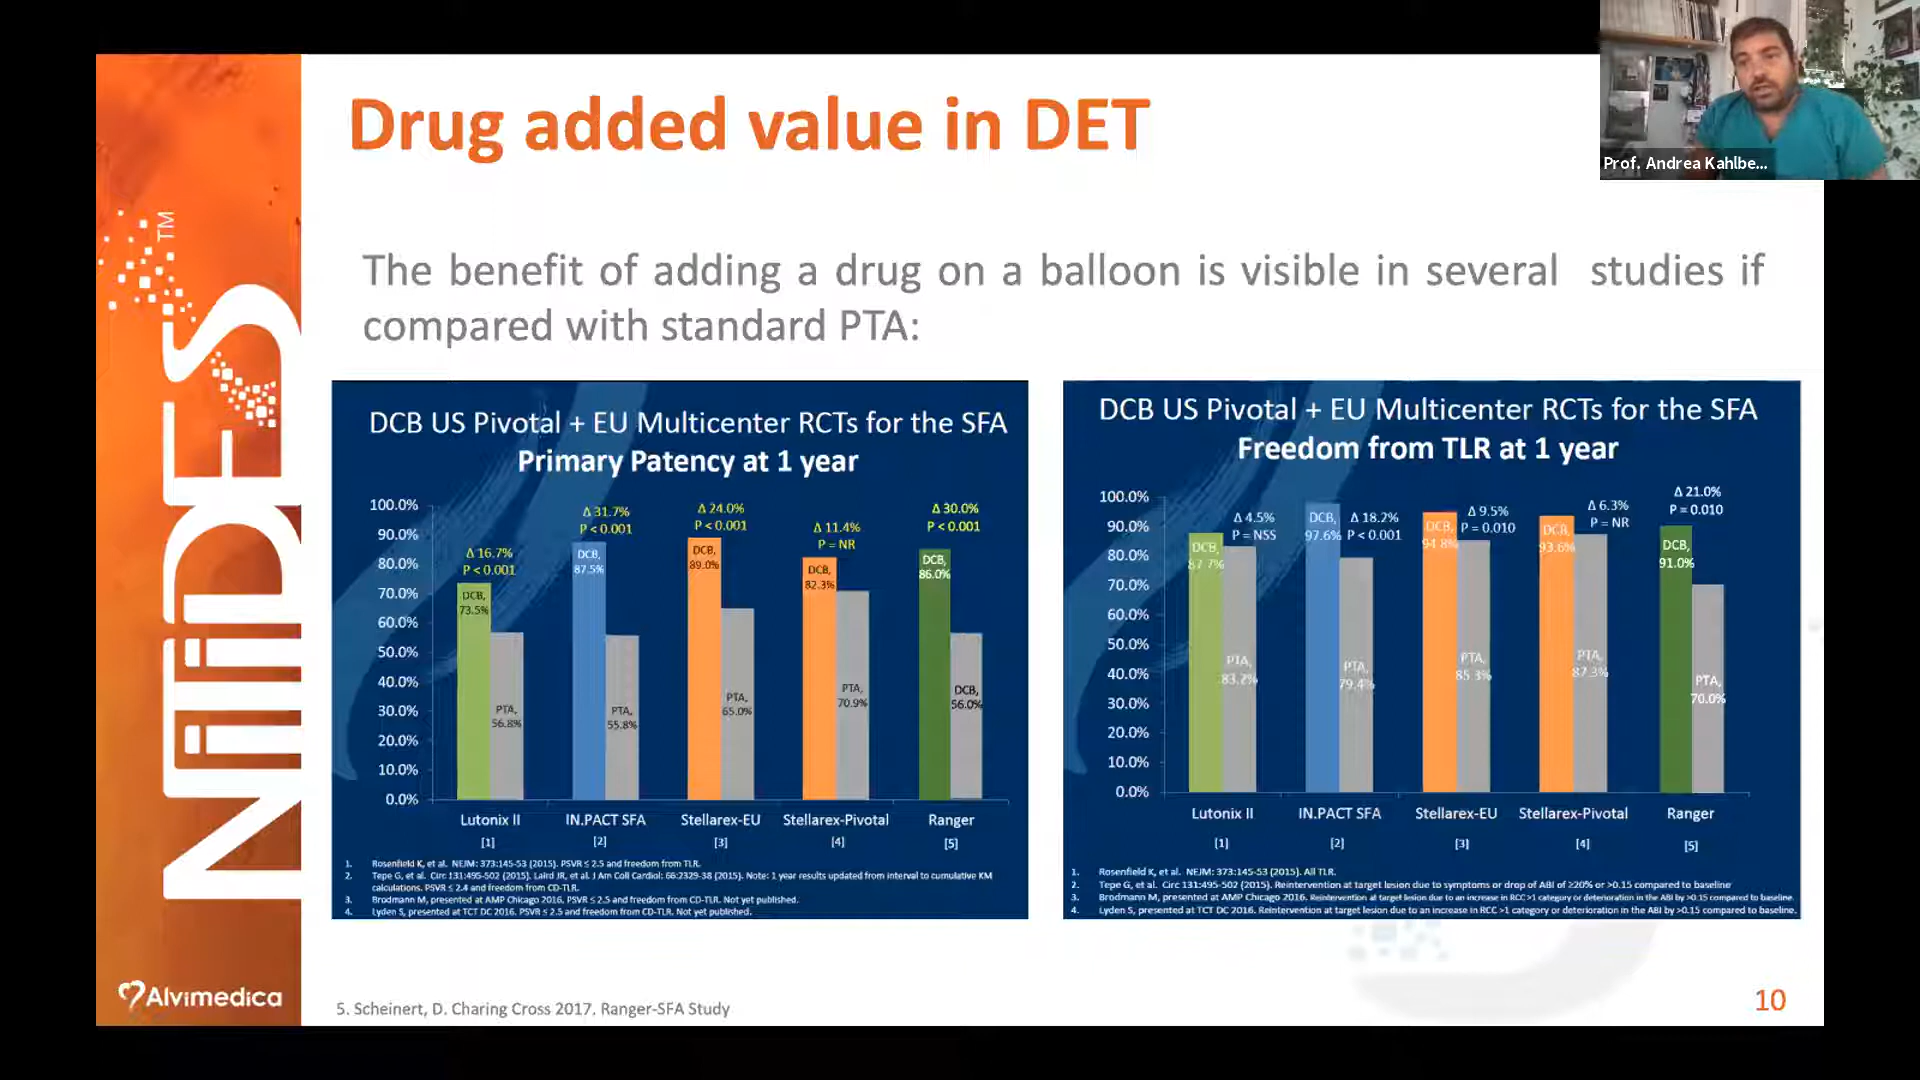 Drug added value in DET
Prof. Andrea Kahlbe...
NiTiDES™
The benefit of adding a drug on a balloon is visible in several studies if
compared with standard PTA:
DCB US Pivotal + EU Multicenter RCTs for the SFA
Primary Patency at 1 year
100.0%
90.0%
80.0%
70.0%
60.0%
50.0%
40.0%
30.0%
20.0%
10.0%
0.0%
Δ 16.7%
P < 0.001
DCB,
73.5%
PTA,
56.8%
Δ 31.7%
P < 0.001
DCB,
87.5%
PTA,
55.8%
Δ 24.0%
P < 0.001
DCB,
89.0%
PTA,
65.0%
Δ 11.4%
P = NR
DCB,
82.3%
PTA,
70.9%
Δ 30.0%
P < 0.001
DCB,
86.0%
DCB,
56.0%
Lutonix II
IN.PACT SFA
Stellarex-EU
Stellarex-Pivotal
Ranger
[1]
[2]
[3]
[4]
[5]
1. Rosenfield K, et al. NEJM: 373:145-53 (2015). PSVR ≤ 2.5 and freedom from TLR.
2. Tepe G, et al. Circ 131:495-502 (2015). Laird JR, et al. J Am Coll Cardiol: 66:2329-38 (2015). Note: 1 year results updated from interval to cumulative KM
calculations. PSVR ≤ 2.4 and freedom from CD-TLR.
3. Brodmann M, presented at AMP Chicago 2016. PSVR ≤ 2.5 and freedom from CD-TLR. Not yet published.
4. Lyden S, presented at TCT DC 2016. PSVR ≤ 2.5 and freedom from CD-TLR. Not yet published.
DCB US Pivotal + EU Multicenter RCTs for the SFA
Freedom from TLR at 1 year
100.0%
90.0%
80.0%
70.0%
60.0%
50.0%
40.0%
30.0%
20.0%
10.0%
0.0%
Δ 4.5%
P = NSS
DCB,
87.7%
PTA,
83.2%
Δ 18.2%
P < 0.001
DCB,
97.6%
PTA,
79.4%
Δ 9.5%
P = 0.010
DCB,
94.8%
PTA,
85.3%
Δ 6.3%
P = NR
DCB,
93.6%
PTA,
87.3%
Δ 21.0%
P = 0.010
DCB,
91.0%
PTA,
70.0%
Lutonix II
IN.PACT SFA
Stellarex-EU
Stellarex-Pivotal
Ranger
[1]
[2]
[3]
[4]
[5]
1. Rosenfield K, et al. NEJM: 373:145-53 (2015). All TLR.
2. Tepe G, et al. Circ 131:495-502 (2015). Reintervention at target lesion due to symptoms or drop of ABI of ≥20% or >0.15 compared to baseline
3. Brodmann M, presented at AMP Chicago 2016. Reintervention at target lesion due to an increase in RCC >1 category or deterioration in the ABI by >0.15 compared to baseline.
4. Lyden S, presented at TCT DC 2016. Reintervention at target lesion due to an increase in RCC >1 category or deterioration in the ABI by >0.15 compared to baseline.
Alvimedica
5. Scheinert, D. Charing Cross 2017. Ranger-SFA Study
10